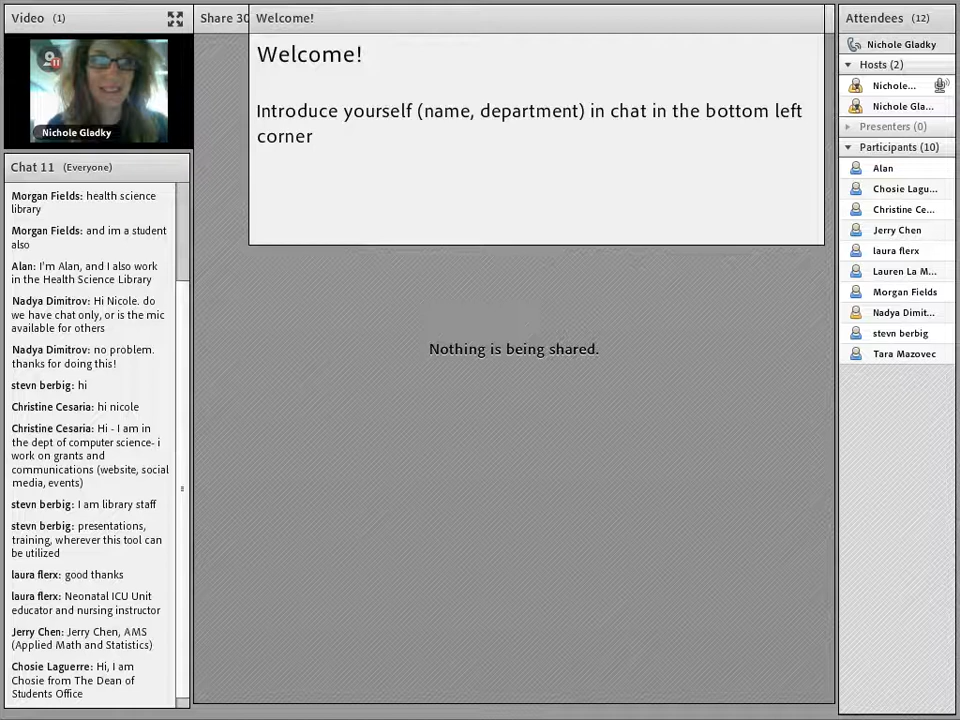 Video (1)
Nichole Gladky
Chat 11 (Everyone)
Morgan Fields: health science
library
Morgan Fields: and im a student
also
Alan: I'm Alan, and I also work
in the Health Science Library
Nadya Dimitrov: Hi Nicole. do
we have chat only, or is the mic
available for others
Nadya Dimitrov: no problem.
thanks for doing this!
stevn berbig: hi
Christine Cesaria: hi nicole
Christine Cesaria: Hi - I am in
the dept of computer science- i
work on grants and
communications (website, social
media, events)
stevn berbig: I am library staff
stevn berbig: presentations,
training, wherever this tool can
be utilized
laura flerx: good thanks
laura flerx: Neonatal ICU Unit
educator and nursing instructor
Jerry Chen: Jerry Chen, AMS
(Applied Math and Statistics)
Chosie Laguerre: Hi, I am
Chosie from The Dean of
Students Office
Share 30
Welcome!
Welcome!
Introduce yourself (name, department) in chat in the bottom left
corner
Nothing is being shared.
Attendees (12)
Nichole Gladky
Hosts (2)
Nichole...
Nichole Gla...
Presenters (0)
Participants (10)
Alan
Chosie Lagu...
Christine Ce...
Jerry Chen
laura flerx
Lauren La M...
Morgan Fields
Nadya Dimit...
stevn berbig
Tara Mazovec